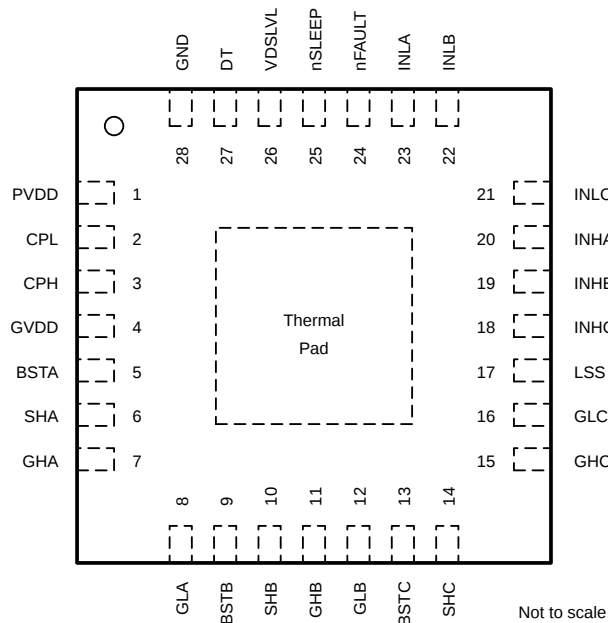 GND
DT
VDSLVL
nSLEEP
nFAULT
INLA
INLB
28
27
26
25
24
23
22
PVDD 1
21 INLC
CPL 2
20 INHA
CPH 3
19 INHB
GVDD 4
18 INHC
BSTA 5
17 LSS
SHA 6
16 GLC
GHA 7
15 GHC
Thermal
Pad
8
9
10
11
12
13
14
GLA
BSTB
SHB
GHB
GLB
BSTC
SHC
Not to scale